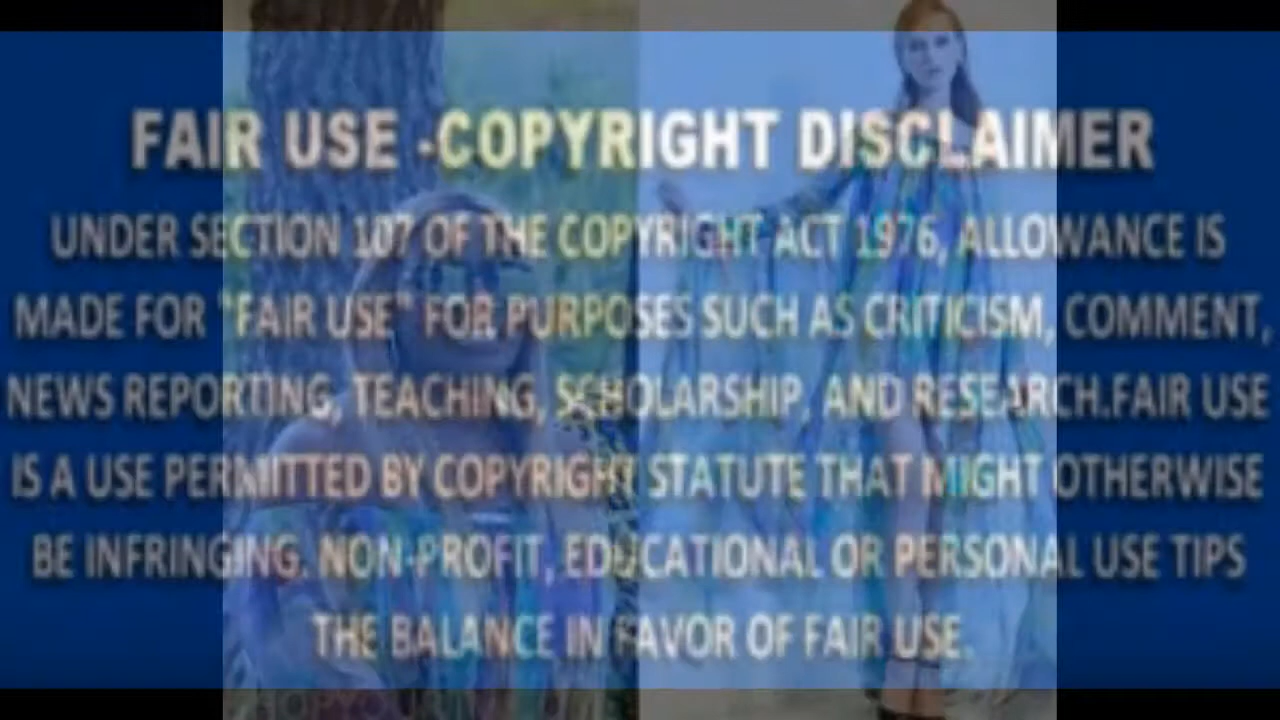 FAIR USE -COPYRIGHT DISCLAIMER
UNDER SECTION 107 OF THE COPYRIGHT ACT 1976, ALLOWANCE IS
MADE FOR "FAIR USE" FOR PURPOSES SUCH AS CRITICISM, COMMENT,
NEWS REPORTING, TEACHING, SCHOLARSHIP, AND RESEARCH.FAIR USE
IS A USE PERMITTED BY COPYRIGHT STATUTE THAT MIGHT OTHERWISE
BE INFRINGING. NON-PROFIT, EDUCATIONAL OR PERSONAL USE TIPS
THE BALANCE IN FAVOR OF FAIR USE.